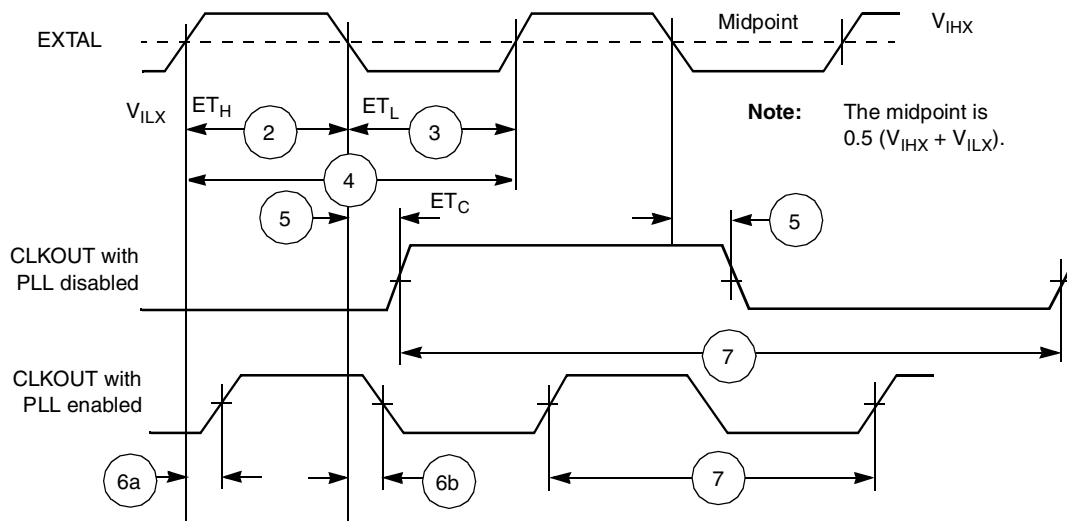 EXTAL
Midpoint
V_IHX
V_ILX
ET_H
2
ET_L
3
Note: The midpoint is
0.5 (V_IHX + V_ILX).
4
5
ET_C
5
CLKOUT with
PLL disabled
7
CLKOUT with
PLL enabled
6a
6b
7